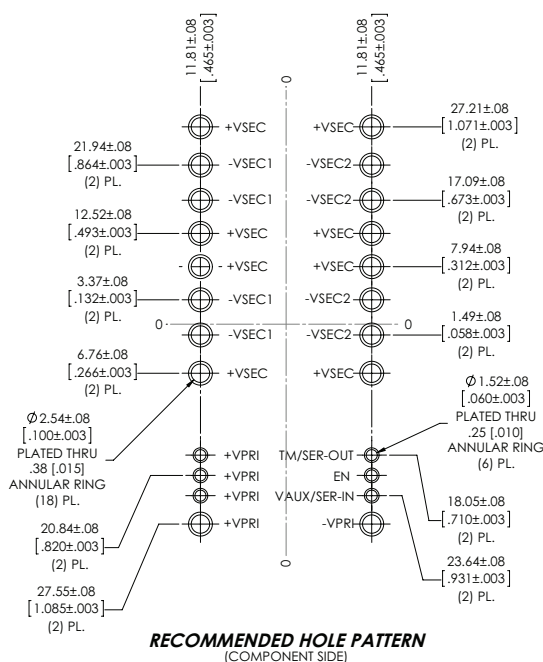 11.81±.08
[.465±.003]
11.81±.08
[.465±.003]
0
27.21±.08
[1.071±.003]
(2) PL.
+VSEC
+VSEC
21.94±.08
[.864±.003]
(2) PL.
-VSEC1
-VSEC2
17.09±.08
[.673±.003]
(2) PL.
-VSEC1
-VSEC2
12.52±.08
[.493±.003]
(2) PL.
+VSEC
+VSEC
7.94±.08
[.312±.003]
(2) PL.
+VSEC
+VSEC
3.37±.08
[.132±.003]
(2) PL.
-VSEC1
-VSEC2
1.49±.08
[.058±.003]
(2) PL.
0
0
-VSEC1
-VSEC2
6.76±.08
[.266±.003]
(2) PL.
+VSEC
+VSEC
Ø2.54±.08
[.100±.003]
PLATED THRU
.38 [.015]
ANNULAR RING
(18) PL.
Ø1.52±.08
[.060±.003]
PLATED THRU
.25 [.010]
ANNULAR RING
(6) PL.
+VPRI
TM/SER-OUT
+VPRI
EN
+VPRI
VAUX/SER-IN
18.05±.08
[.710±.003]
(2) PL.
20.84±.08
[.820±.003]
(2) PL.
+VPRI
-VPRI
23.64±.08
[.931±.003]
(2) PL.
27.55±.08
[1.085±.003]
(2) PL.
0
RECOMMENDED HOLE PATTERN
(COMPONENT SIDE)